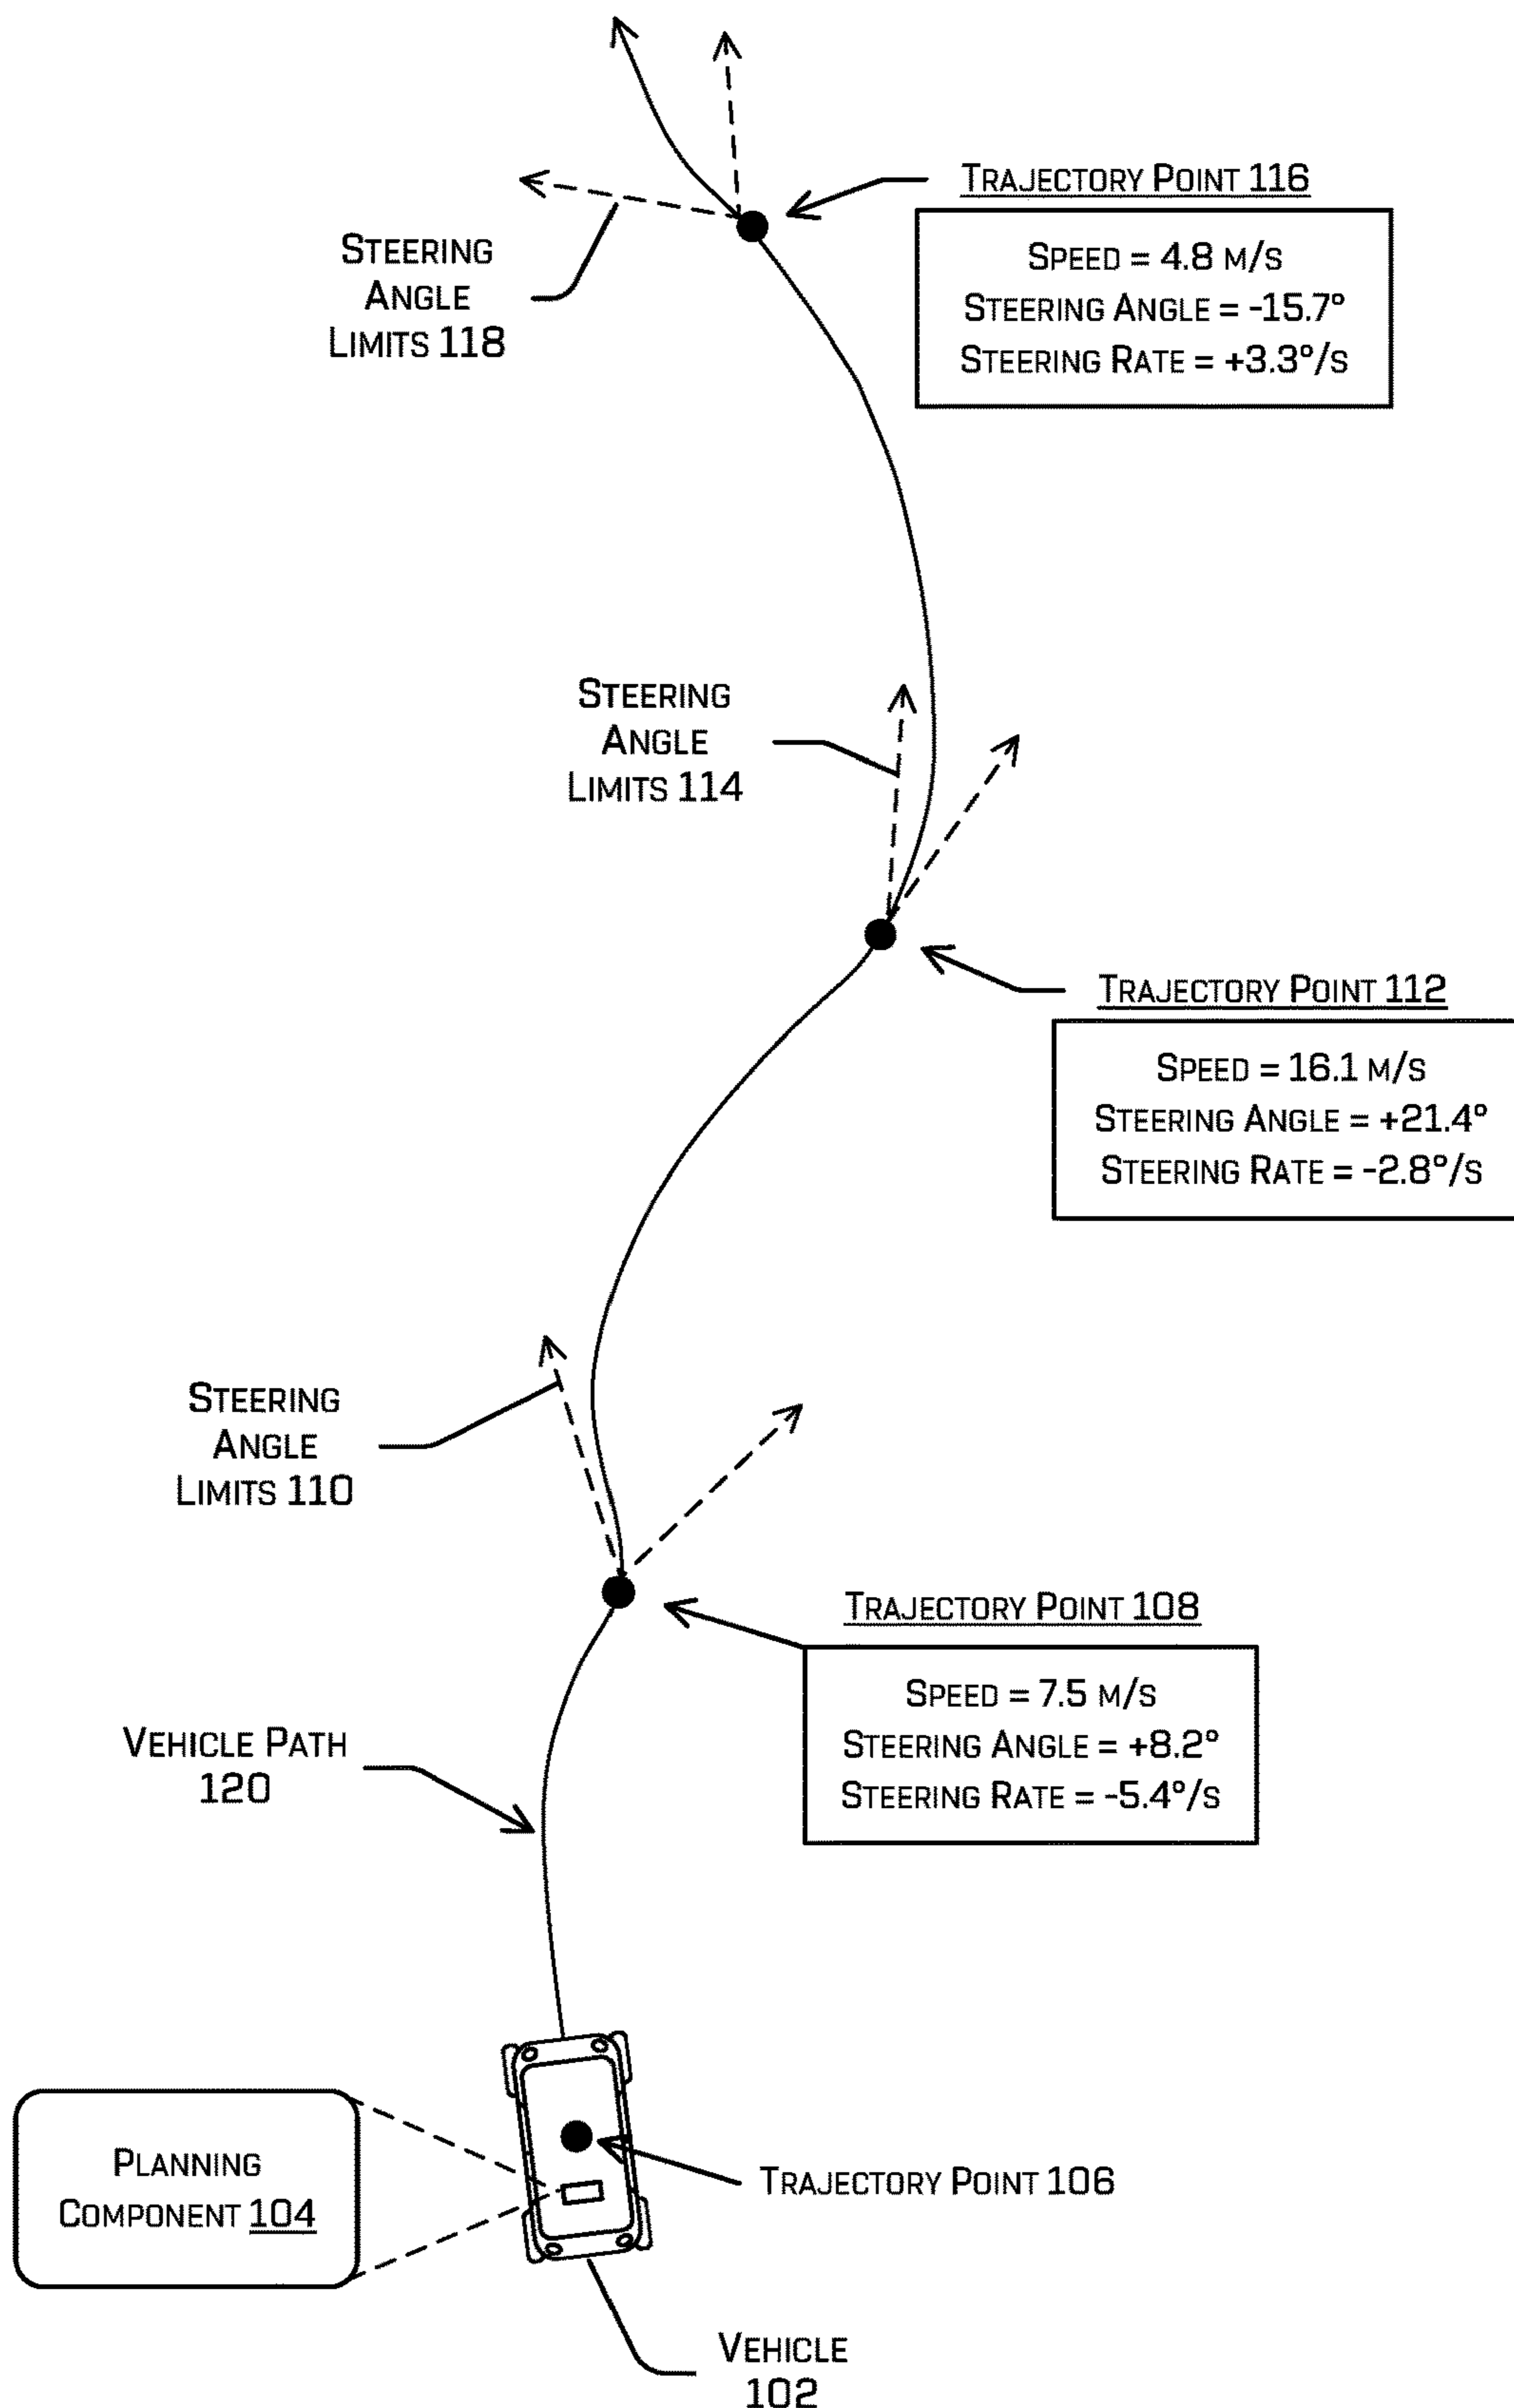 TRAJECTORY POINT 116
SPEED = 4.8 M/S
STEERING ANGLE = -15.7°
STEERING RATE = +3.3°/S
STEERING
ANGLE
LIMITS 118
STEERING
ANGLE
LIMITS 114
TRAJECTORY POINT 112
SPEED = 16.1 M/S
STEERING ANGLE = +21.4°
STEERING RATE = -2.8°/S
STEERING
ANGLE
LIMITS 110
TRAJECTORY POINT 108
SPEED = 7.5 M/S
STEERING ANGLE = +8.2°
STEERING RATE = -5.4°/S
VEHICLE PATH
120
PLANNING
COMPONENT 104
TRAJECTORY POINT 106
VEHICLE
102